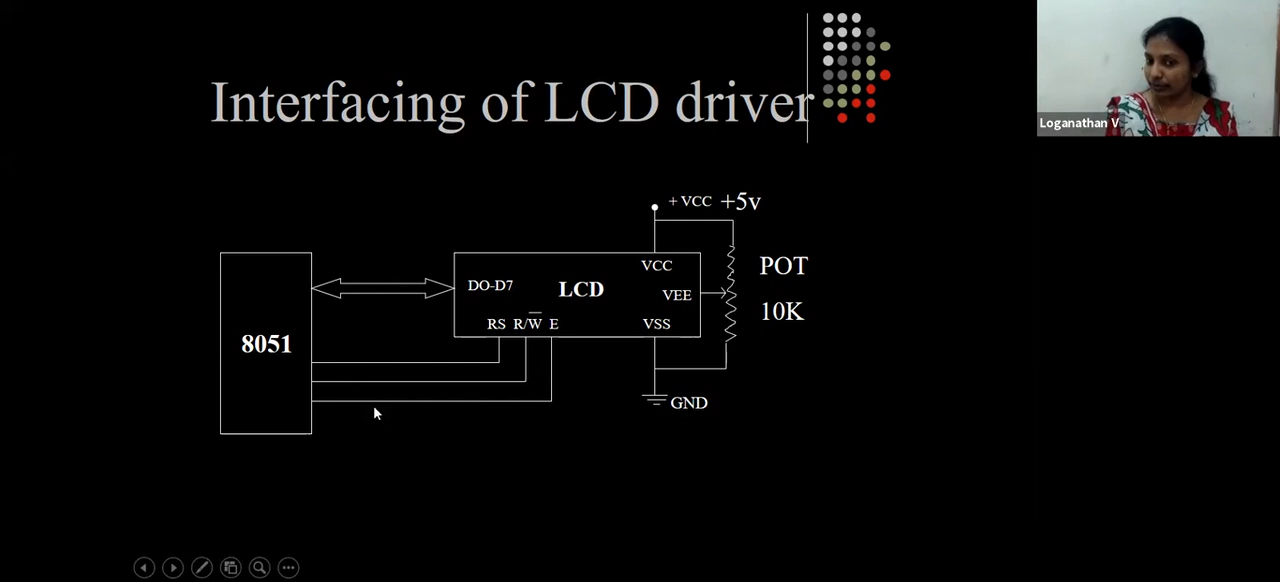 Interfacing of LCD driver
Loganathan V
+ VCC +5v
VCC
POT
DO-D7
LCD
VEE
10K
RS R/W̅ E
VSS
8051
GND